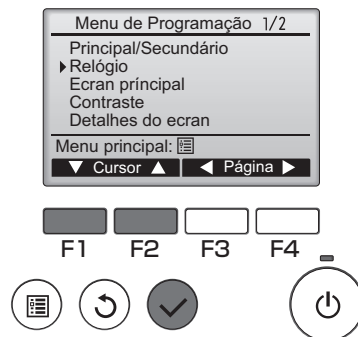 Menu de Programação 1/2
Principal/Secundário
Relógio
Ecran príncipal
Contraste
Detalhes do ecran
Menu principal:
Cursor Página
F1 F2 F3 F4